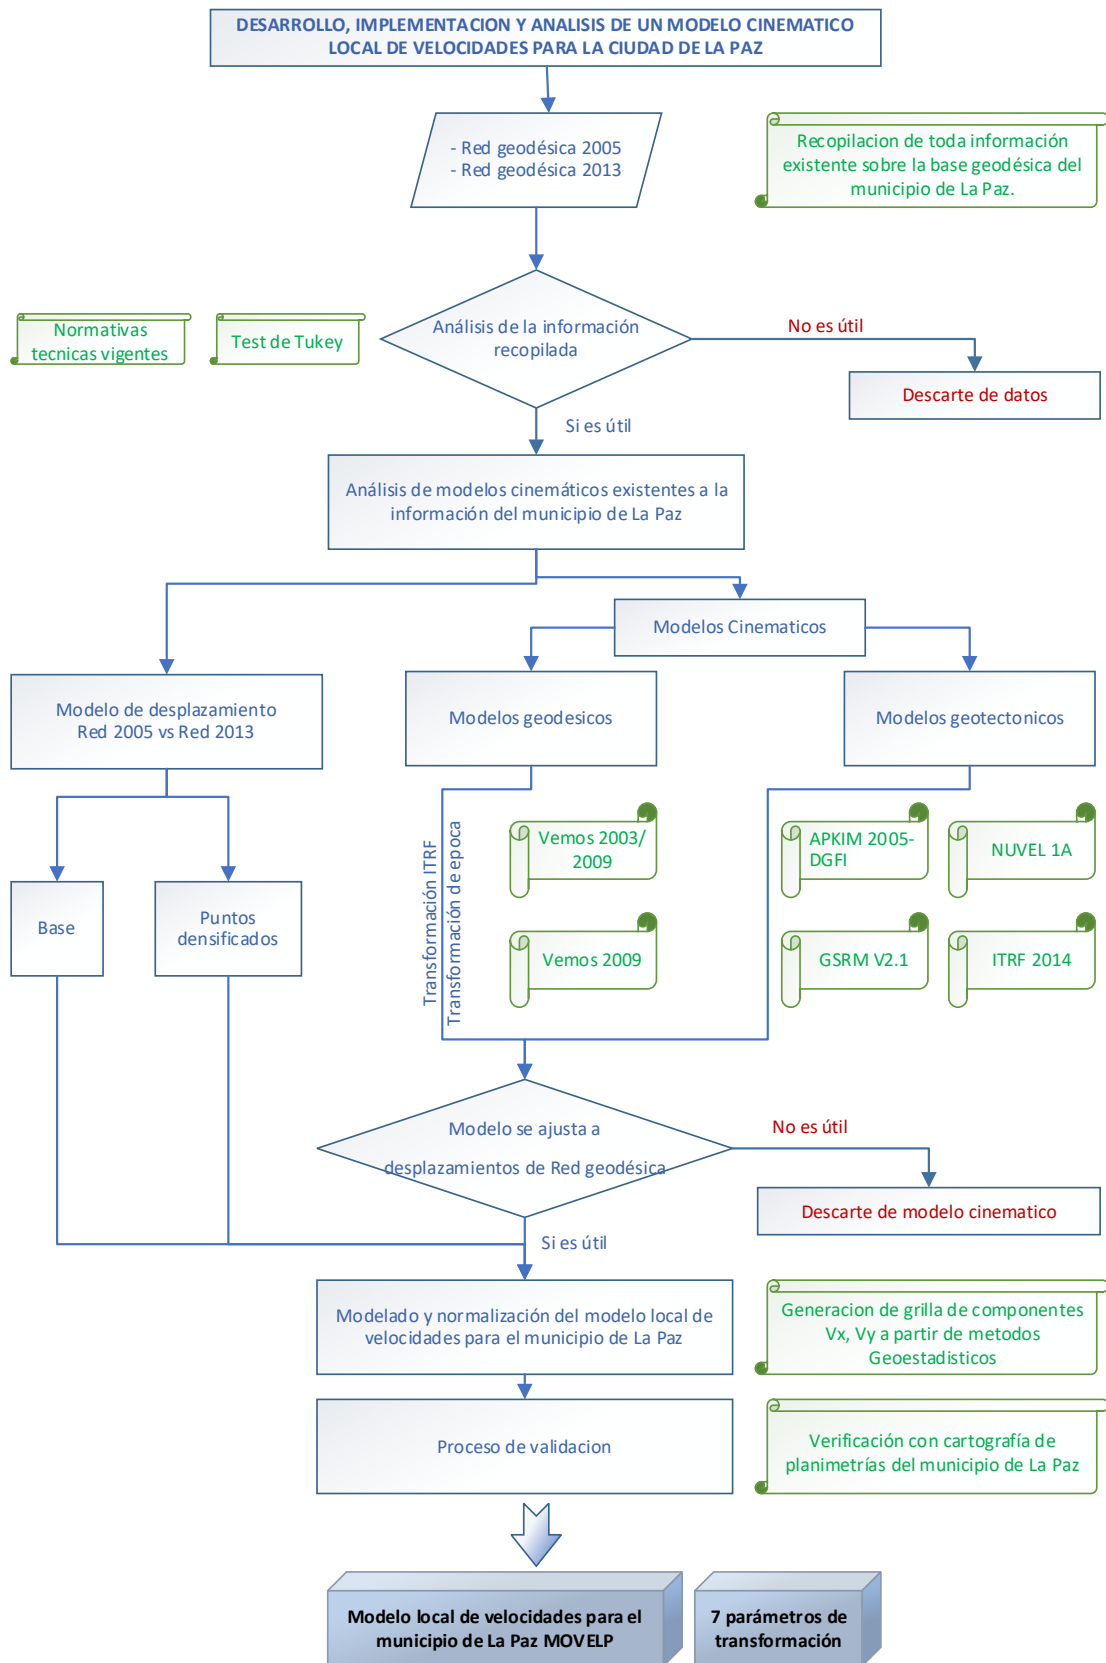 DESARROLLO, IMPLEMENTACION Y ANALISIS DE UN MODELO CINEMATICO
LOCAL DE VELOCIDADES PARA LA CIUDAD DE LA PAZ
- Red geodésica 2005
- Red geodésica 2013
Recopilacion de toda información
existente sobre la base geodésica del
municipio de La Paz.
Normativas
tecnicas vigentes
Test de Tukey
Análisis de la información
recopilada
No es útil
Descarte de datos
Si es útil
Análisis de modelos cinemáticos existentes a la
información del municipio de La Paz
Modelos Cinematicos
Modelo de desplazamiento
Red 2005 vs Red 2013
Modelos geodesicos
Modelos geotectonicos
Base
Puntos
densificados
Transformación ITRF
Transformación de epoca
Vemos 2003/
2009
APKIM 2005-
DGFI
NUVEL 1A
Vemos 2009
GSRM V2.1
ITRF 2014
Modelo se ajusta a
desplazamientos de Red geodésica
No es útil
Descarte de modelo cinematico
Si es útil
Modelado y normalización del modelo local de
velocidades para el municipio de La Paz
Generacion de grilla de componentes
Vx, Vy a partir de metodos
Geoestadisticos
Proceso de validacion
Verificación con cartografía de
planimetrías del municipio de La Paz
Modelo local de velocidades para el
municipio de La Paz MOVELP
7 parámetros de
transformación